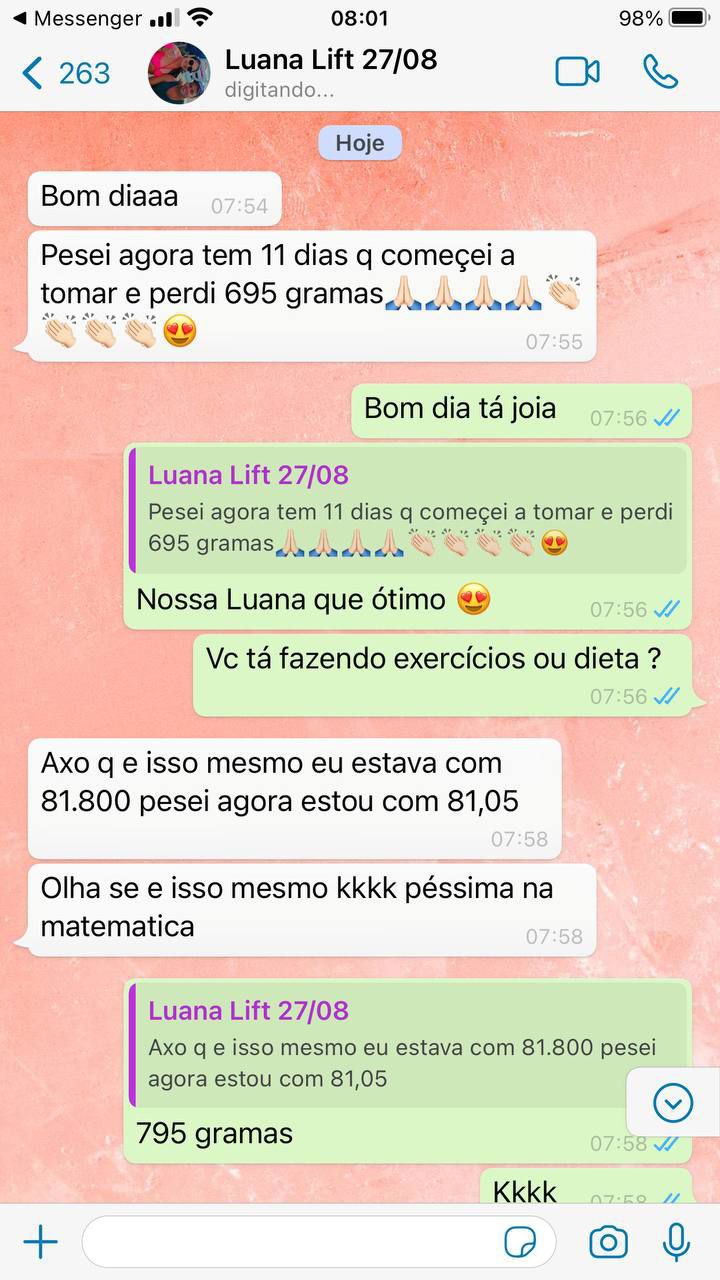 Messenger 08:01 98%
263 Luana Lift 27/08
digitando...
Hoje
Bom diaaa 07:54
Pesei agora tem 11 dias q começei a
tomar e perdi 695 gramas🙏🏻🙏🏻🙏🏻🙏🏻👏🏻
👏🏻👏🏻👏🏻😍 07:55
Bom dia tá joia 07:56
Luana Lift 27/08
Pesei agora tem 11 dias q começei a tomar e perdi
695 gramas🙏🏻🙏🏻🙏🏻🙏🏻👏🏻👏🏻👏🏻👏🏻😍
Nossa Luana que ótimo 😍 07:56
Vc tá fazendo exercícios ou dieta ?
07:56
Axo q e isso mesmo eu estava com
81.800 pesei agora estou com 81,05
07:58
Olha se e isso mesmo kkkk péssima na
matematica 07:58
Luana Lift 27/08
Axo q e isso mesmo eu estava com 81.800 pesei
agora estou com 81,05
795 gramas 07:58
Kkkk 07:58